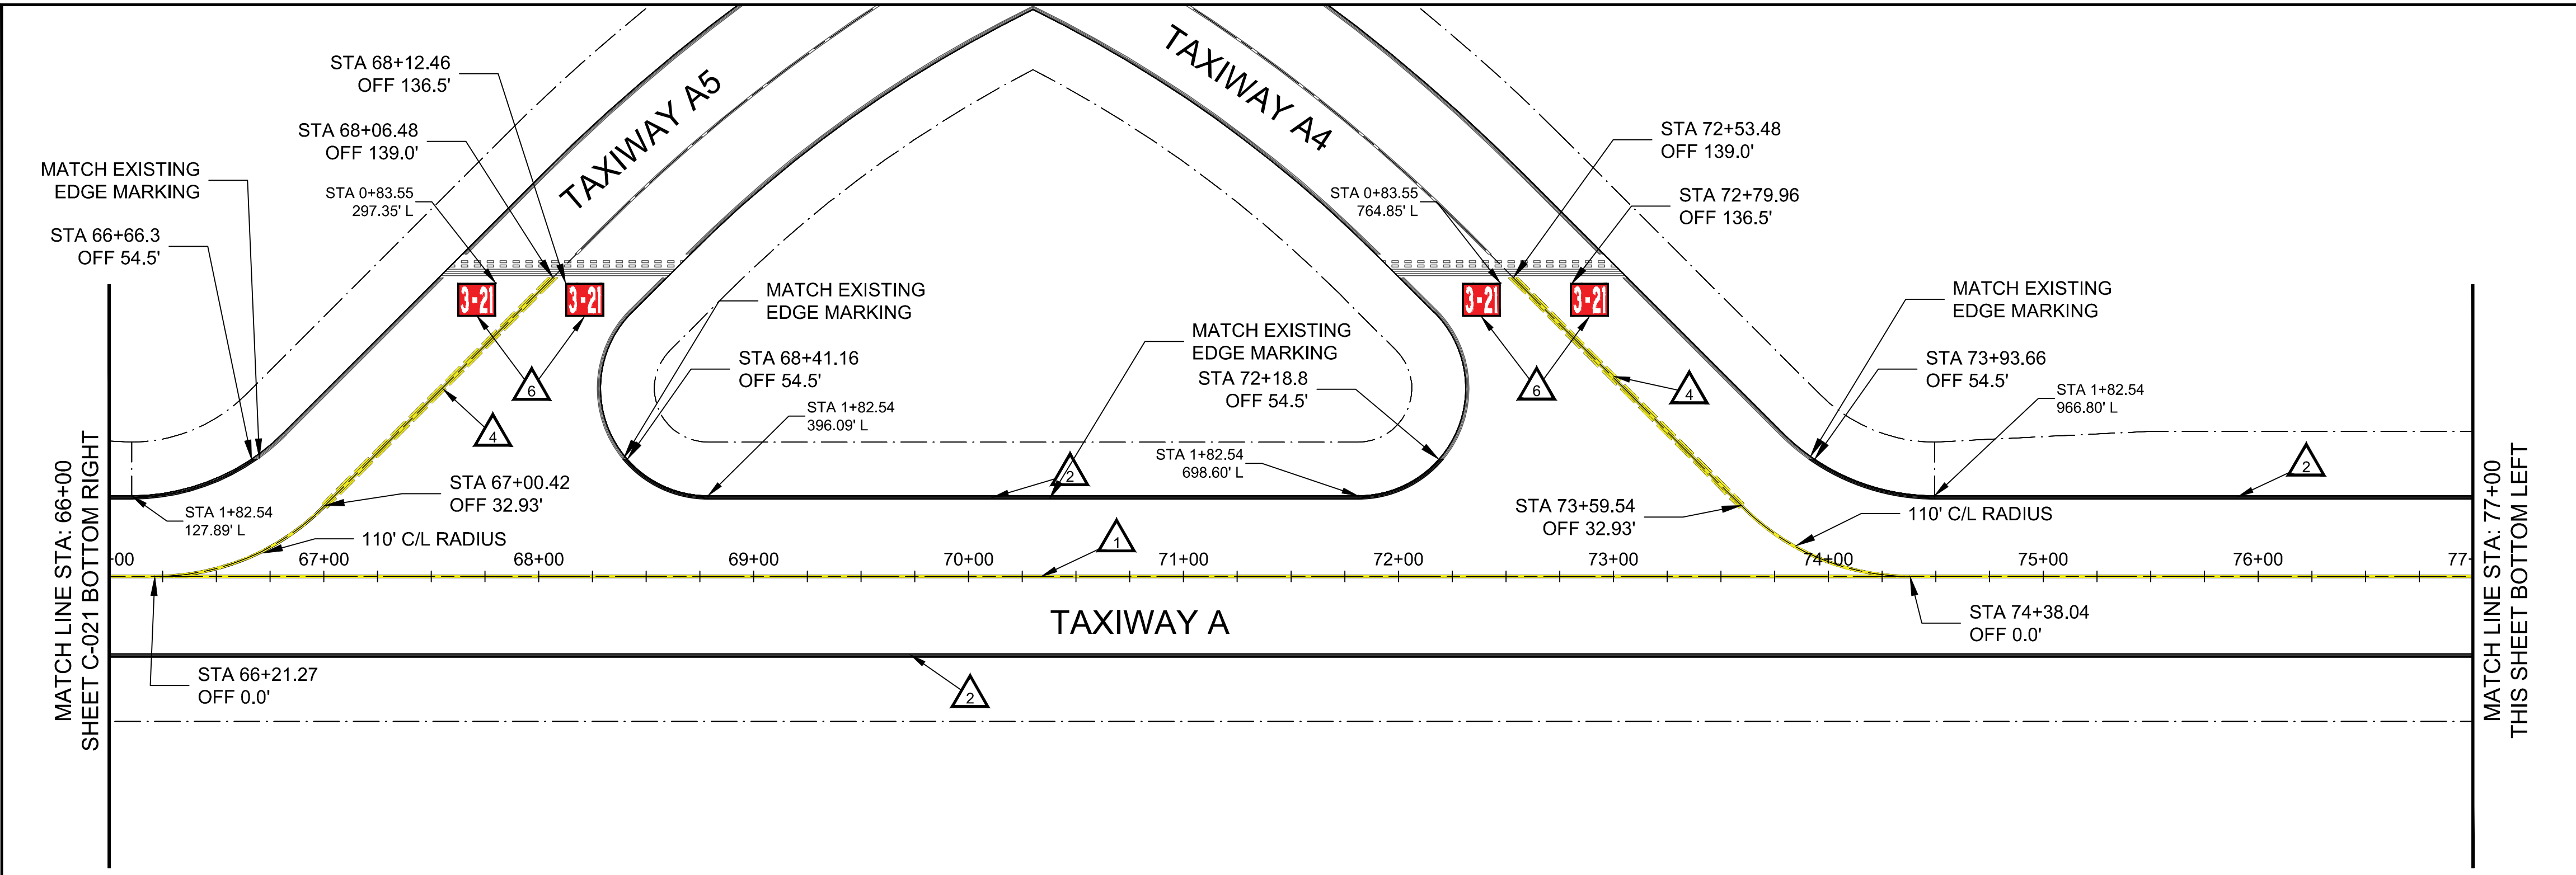 STA 68+12.46
OFF 136.5'
STA 68+06.48
OFF 139.0'
MATCH EXISTING
EDGE MARKING
STA 0+83.55
297.35' L
STA 66+66.3
OFF 54.5'
TAXIWAY A5
TAXIWAY A4
STA 72+53.48
OFF 139.0'
STA 0+83.55
764.85' L
STA 72+79.96
OFF 136.5'
3-21
3-21
3-21
3-21
MATCH EXISTING
EDGE MARKING
MATCH EXISTING
EDGE MARKING
MATCH EXISTING
EDGE MARKING
STA 68+41.16
OFF 54.5'
STA 72+18.8
OFF 54.5'
STA 73+93.66
OFF 54.5'
6
6
4
4
STA 1+82.54
396.09' L
STA 1+82.54
698.60' L
STA 1+82.54
966.80' L
2
2
STA 67+00.42
OFF 32.93'
STA 73+59.54
OFF 32.93'
STA 1+82.54
127.89' L
110' C/L RADIUS
110' C/L RADIUS
1
00
67+00
68+00
69+00
70+00
71+00
72+00
73+00
74+00
75+00
76+00
77
TAXIWAY A
STA 74+38.04
OFF 0.0'
STA 66+21.27
OFF 0.0'
2
MATCH LINE STA: 66+00
SHEET C-021 BOTTOM RIGHT
MATCH LINE STA: 77+00
THIS SHEET BOTTOM LEFT